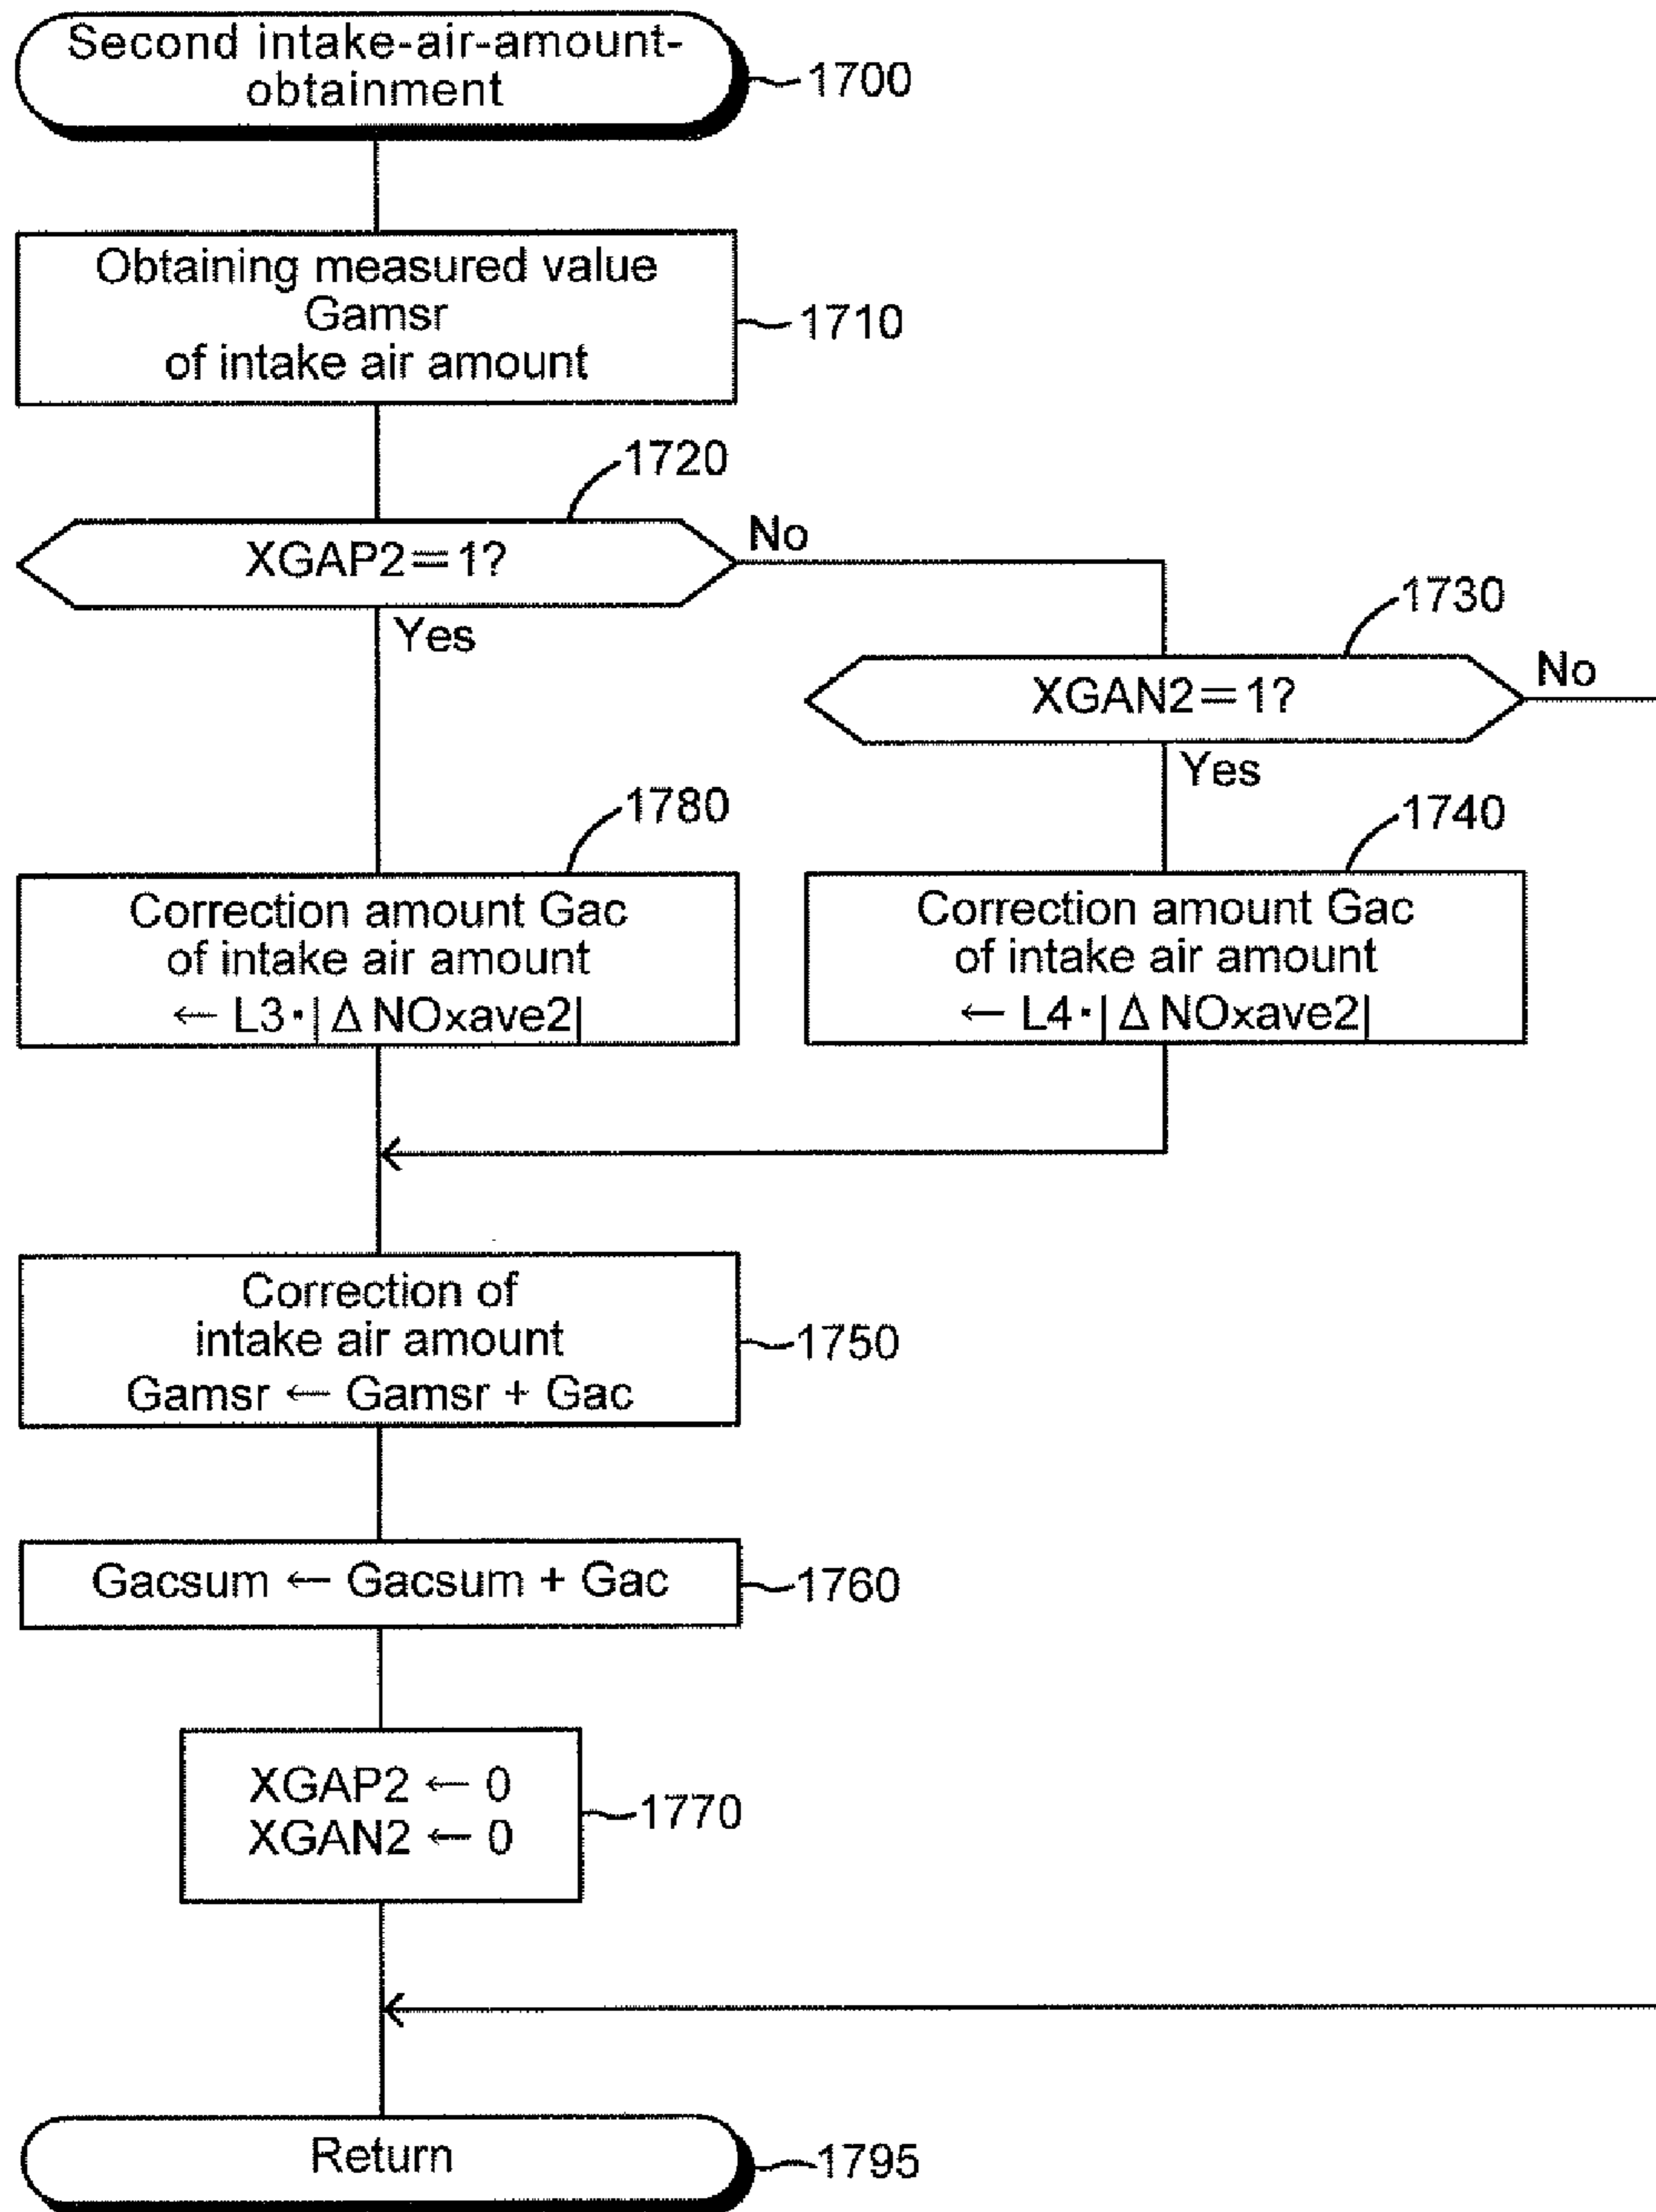 Second intake-air-amount-
obtainment
1700
Obtaining measured value
Gamsr
of intake air amount
1710
1720
XGAP2=1?
No
Yes
1730
XGAN2=1?
No
Yes
1780
Correction amount Gac
of intake air amount
← L3·|ΔNOxave2|
1740
Correction amount Gac
of intake air amount
← L4·|ΔNOxave2|
Correction of
intake air amount
Gamsr ← Gamsr + Gac
1750
Gacsum ← Gacsum + Gac
1760
XGAP2 ← 0
XGAN2 ← 0
1770
Return
1795